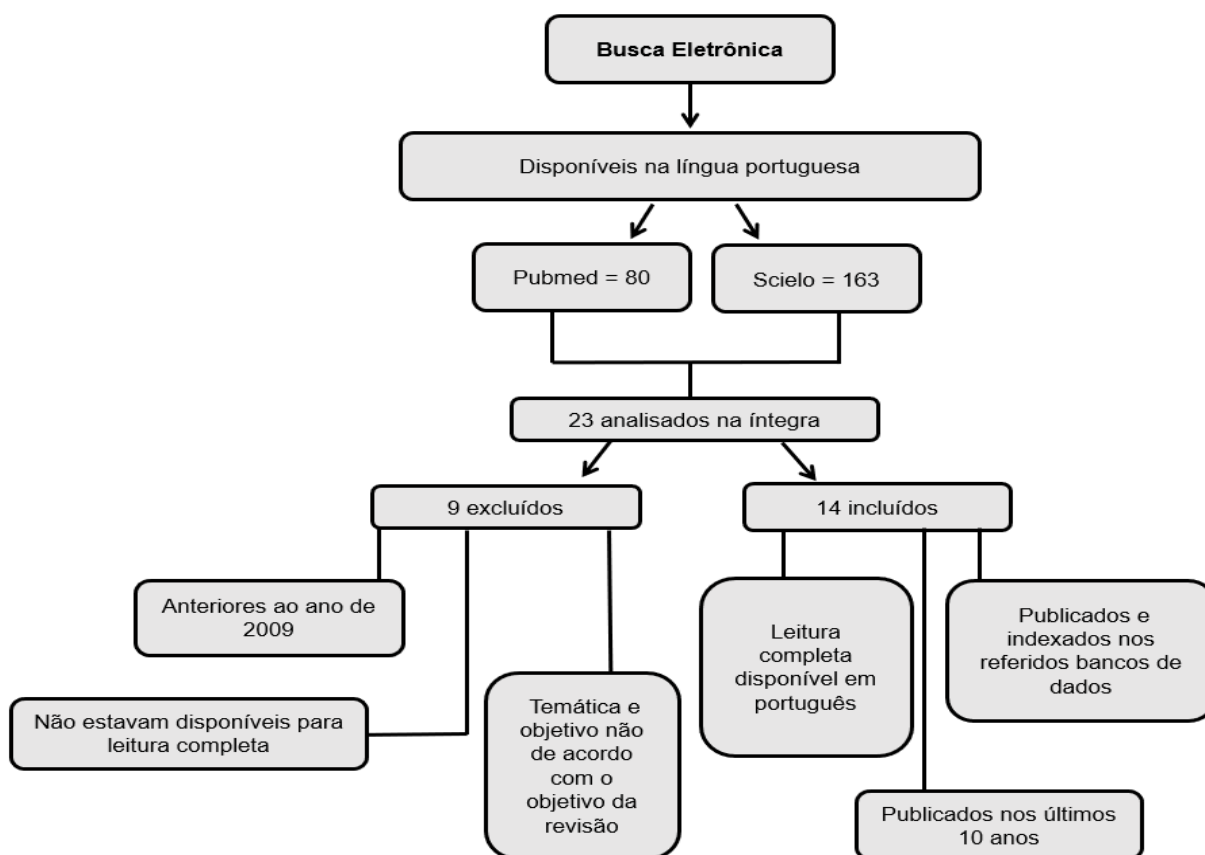 Busca Eletrônica
Disponíveis na língua portuguesa
Pubmed = 80
Scielo = 163
23 analisados na íntegra
9 excluídos
14 incluídos
Anteriores ao ano de
2009
Não estavam disponíveis para
leitura completa
Temática e
objetivo não
de acordo
com o
objetivo da
revisão
Leitura
completa
disponível em
português
Publicados e
indexados nos
referidos bancos de
dados
Publicados nos últimos
10 anos